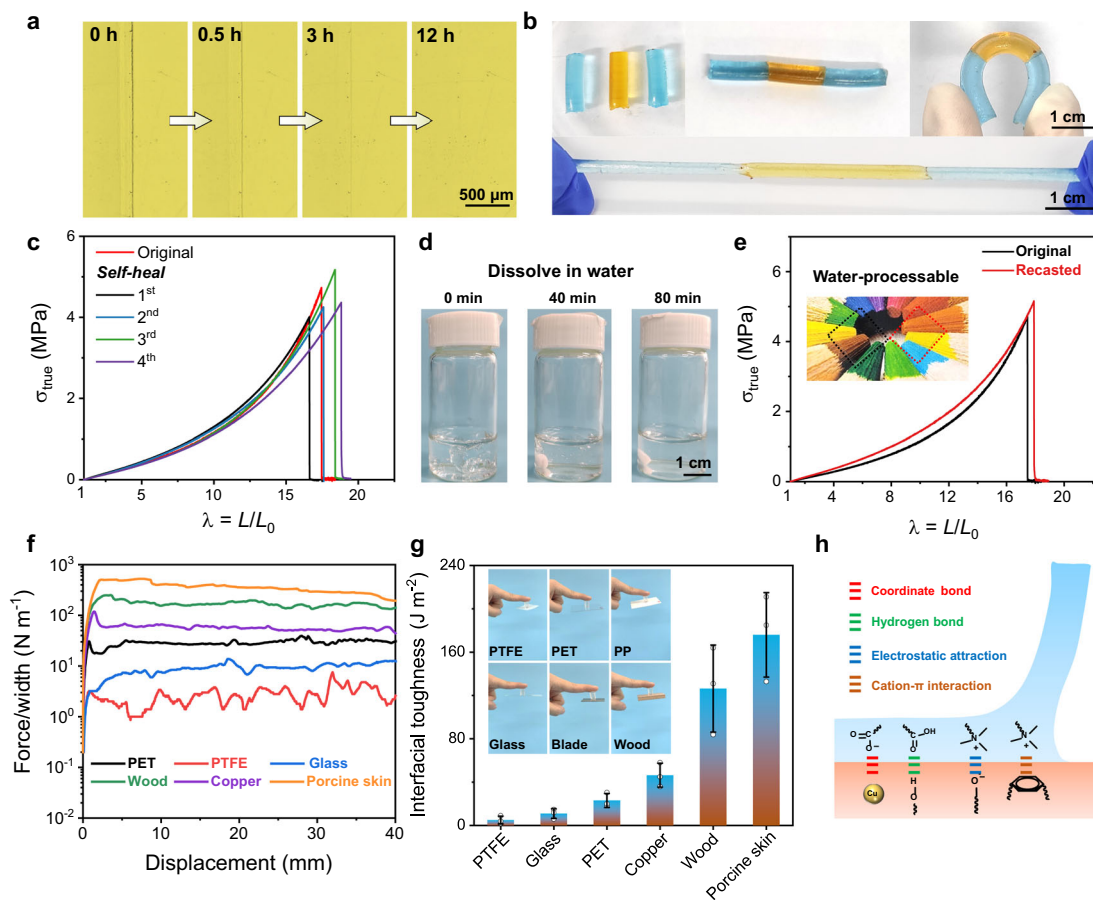 a
0 h
0.5 h
3 h
12 h
500 μm
b
1 cm
1 cm
c
6
4
2
0
σtrue (MPa)
Original
Self-heal
1st
2nd
3rd
4th
1
5
10
15
20
λ = L/L0
d
Dissolve in water
0 min
40 min
80 min
1 cm
e
6
4
2
0
σtrue (MPa)
Original
Recasted
Water-processable
1
4
8
12
16
20
λ = L/L0
f
10³
10²
10¹
10⁰
10⁻¹
10⁻²
Force/width (N m⁻¹)
PET
PTFE
Glass
Wood
Copper
Porcine skin
0
10
20
30
40
Displacement (mm)
g
240
160
80
0
Interfacial toughness (J m⁻²)
PTFE
PET
PP
Glass
Blade
Wood
PTFE
Glass
PET
Copper
Wood
Porcine skin
h
Coordinate bond
Hydrogen bond
Electrostatic attraction
Cation-π interaction
O
O
−
Cu
OH
O
H
O
N
+
O
−
N
+